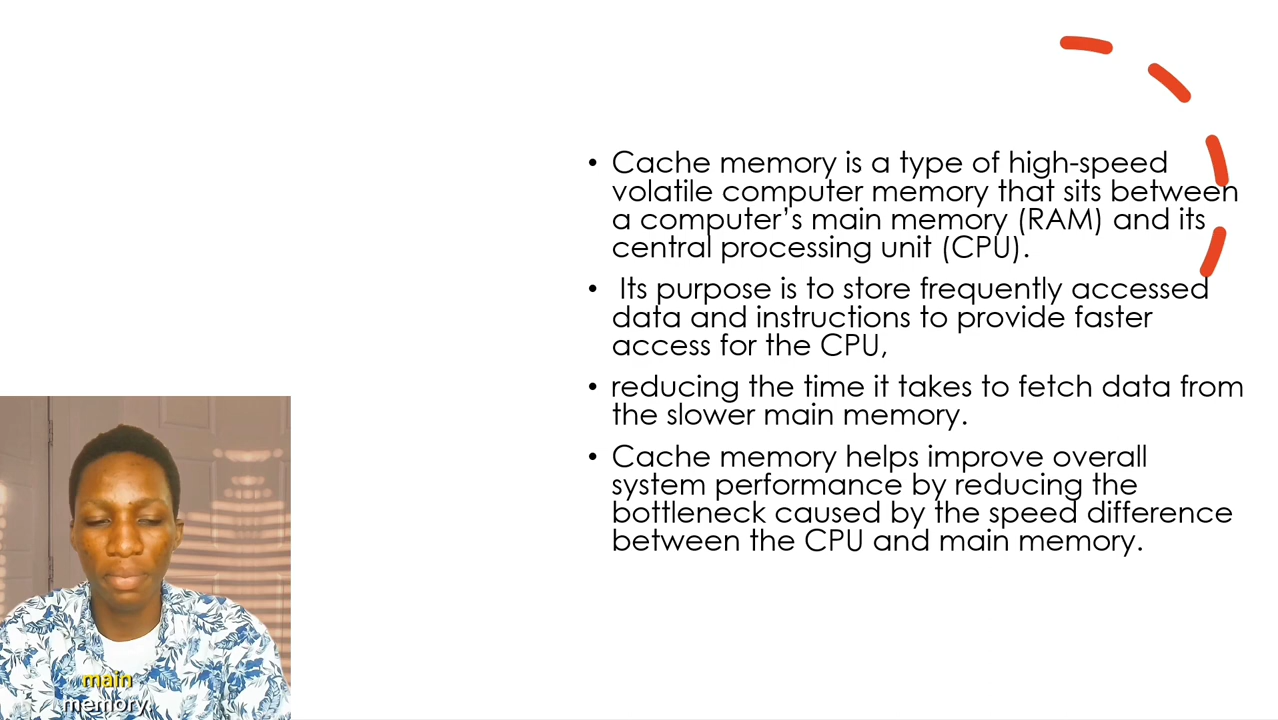 • Cache memory is a type of high-speed
volatile computer memory that sits between
a computer’s main memory (RAM) and its
central processing unit (CPU).
• Its purpose is to store frequently accessed
data and instructions to provide faster
access for the CPU,
• reducing the time it takes to fetch data from
the slower main memory.
• Cache memory helps improve overall
system performance by reducing the
bottleneck caused by the speed difference
between the CPU and main memory.
main
memory.